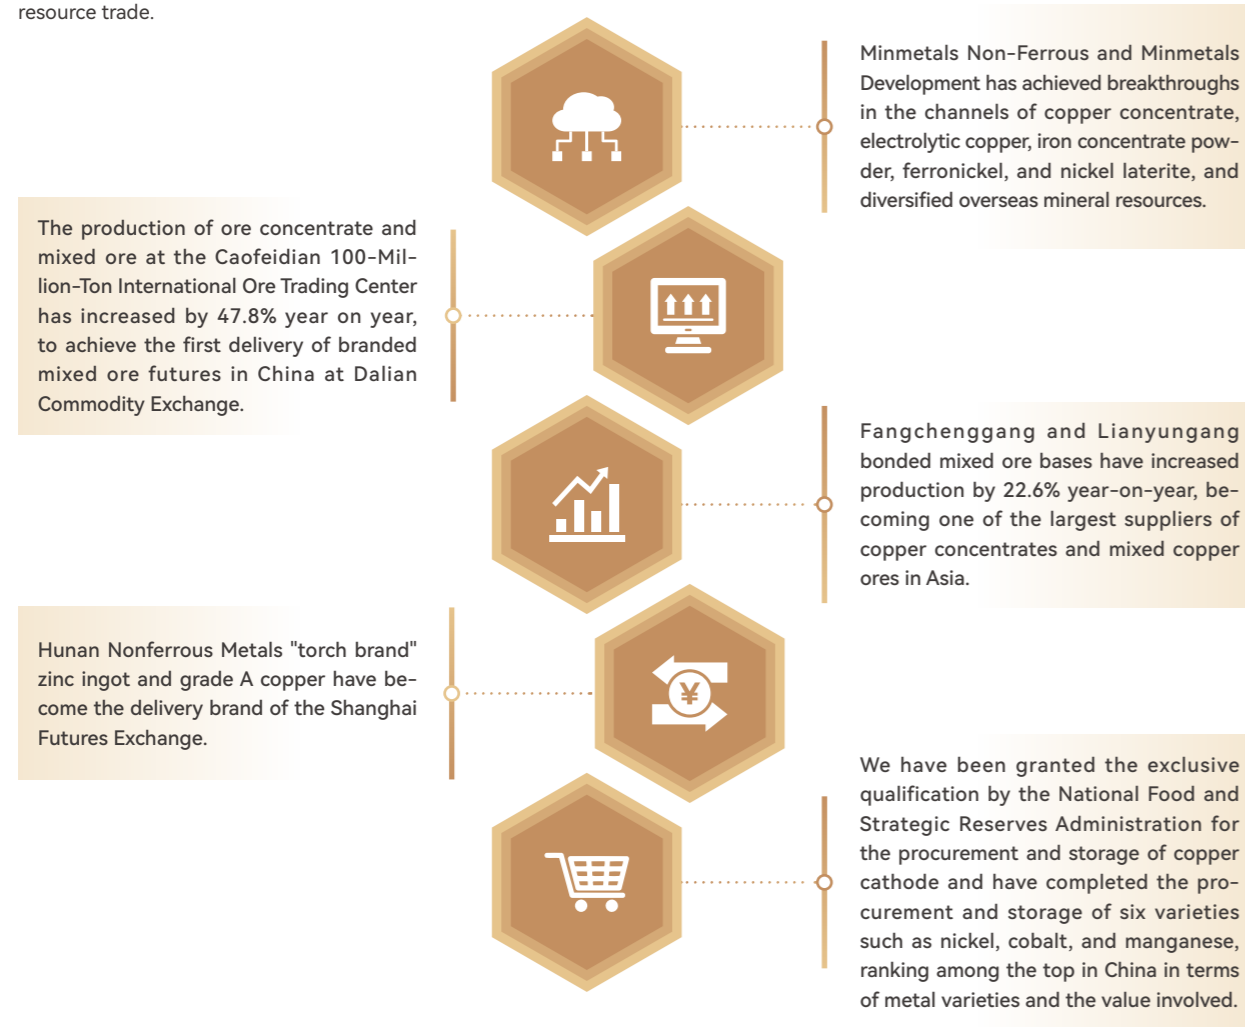 resource trade.
Minmetals Non-Ferrous and Minmetals
Development has achieved breakthroughs
in the channels of copper concentrate,
electrolytic copper, iron concentrate pow-
der, ferronickel, and nickel laterite, and
diversified overseas mineral resources.
The production of ore concentrate and
mixed ore at the Caofeidian 100-Mil-
lion-Ton International Ore Trading Center
has increased by 47.8% year on year,
to achieve the first delivery of branded
mixed ore futures in China at Dalian
Commodity Exchange.
Fangchenggang and Lianyungang
bonded mixed ore bases have increased
production by 22.6% year-on-year, be-
coming one of the largest suppliers of
copper concentrates and mixed copper
ores in Asia.
Hunan Nonferrous Metals "torch brand"
zinc ingot and grade A copper have be-
come the delivery brand of the Shanghai
Futures Exchange.
¥
We have been granted the exclusive
qualification by the National Food and
Strategic Reserves Administration for
the procurement and storage of copper
cathode and have completed the pro-
curement and storage of six varieties
such as nickel, cobalt, and manganese,
ranking among the top in China in terms
of metal varieties and the value involved.